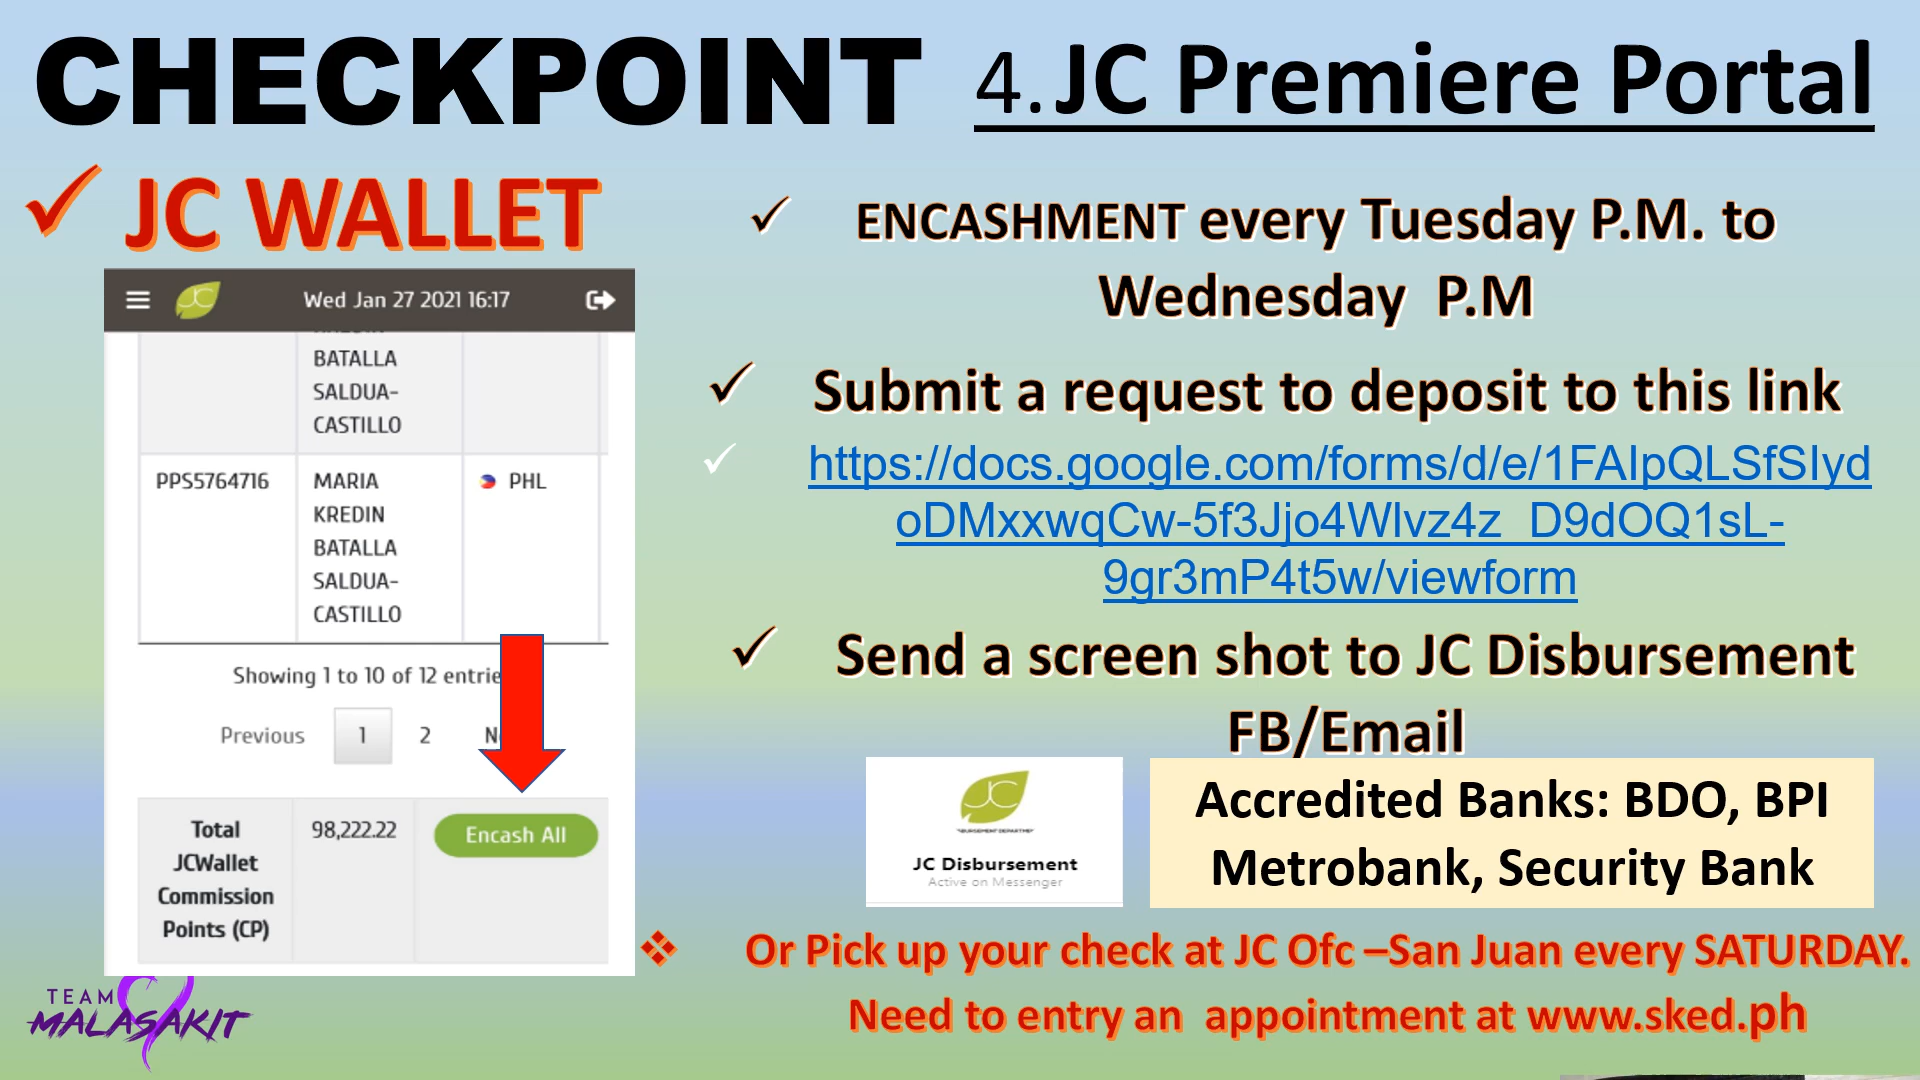 CHECKPOINT 4. JC Premiere Portal
JC WALLET
Wed Jan 27 2021 16:17
BATALLA
SALDUA-
CASTILLO
PPS5764716 MARIA PHL
KREDIN
BATALLA
SALDUA-
CASTILLO
Showing 1 to 10 of 12
Previous 1 2
Total 98,222.22 Encash All
JCWallet
Commission
Points (CP)
TEAM
MALASAKIT
ENCASHMENT every Tuesday P.M. to
Wednesday P.M
Submit a request to deposit to this link
https://docs.google.com/forms/d/e/1FAIpQLSfSIyd
oDMxxwqCw-5f3Jjo4WIvz4z_D9dOQ1sL-
9gr3mP4t5w/viewform
Send a screen shot to JC Disbursement
FB/Email
JC
JC Disbursement
Active on Messenger
Accredited Banks: BDO, BPI
Metrobank, Security Bank
Or Pick up your check at JC Ofc –San Juan every SATURDAY.
Need to entry an appointment at www.sked.ph